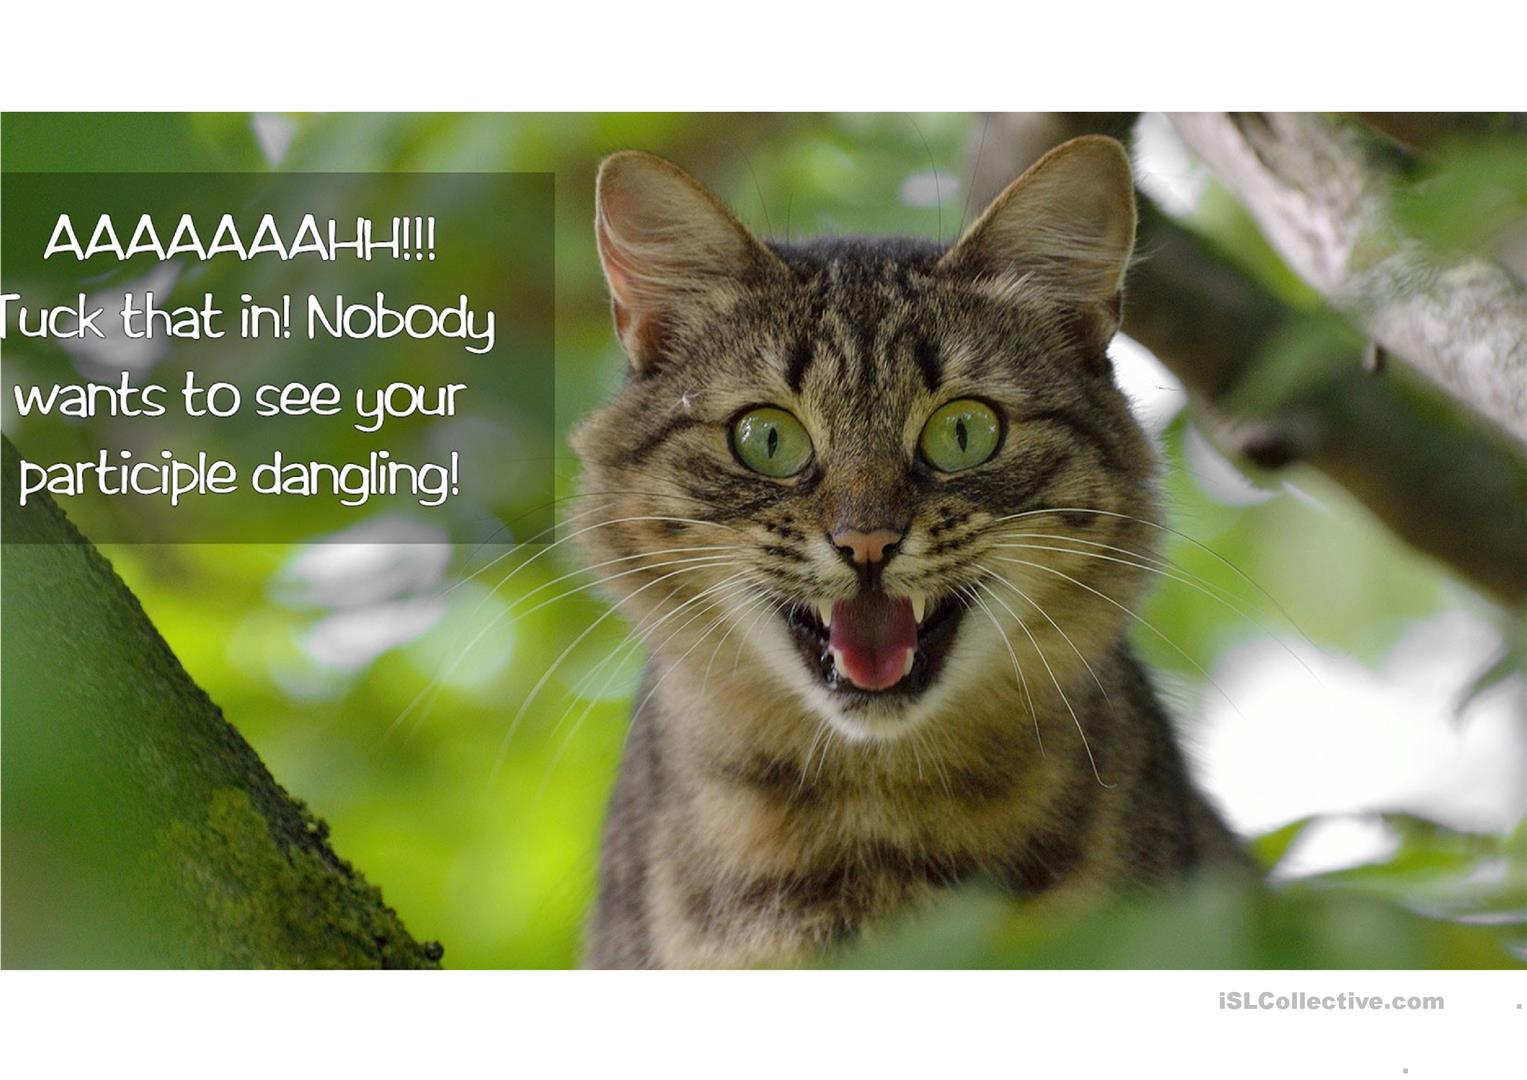 AAAAAAAHH!!!
Tuck that in! Nobody
wants to see your
participle dangling!
iSLCollective.com